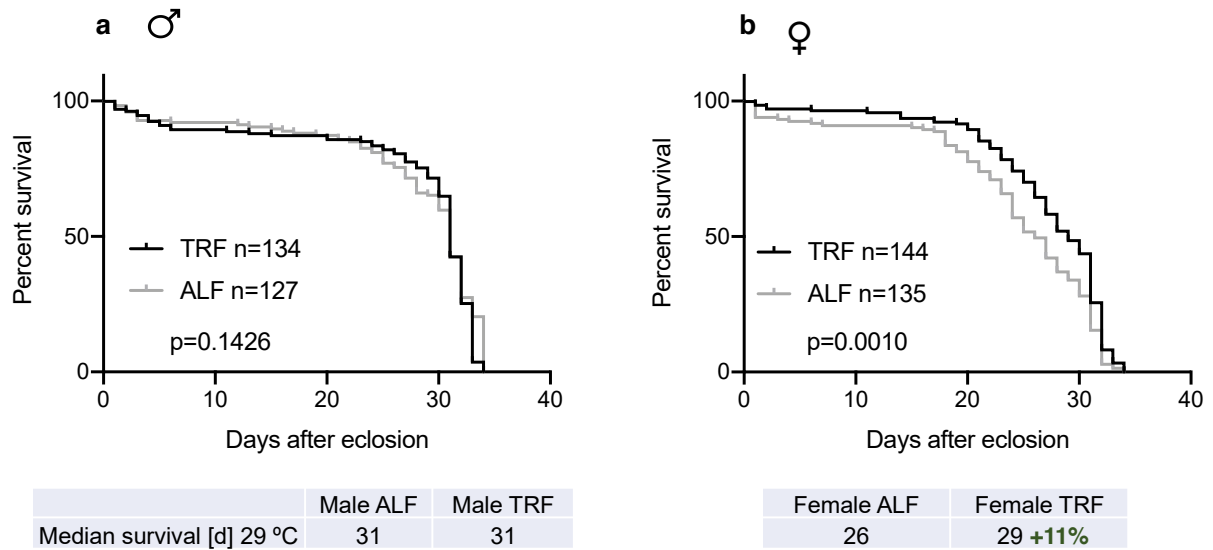 a ♂
100
50
0
0 10 20 30 40
Percent survival
Days after eclosion
TRF n=134
ALF n=127
p=0.1426
Male ALF Male TRF
Median survival [d] 29 ºC 31 31
b ♀
100
50
0
0 10 20 30 40
Percent survival
Days after eclosion
TRF n=144
ALF n=135
p=0.0010
Female ALF Female TRF
26 29 +11%